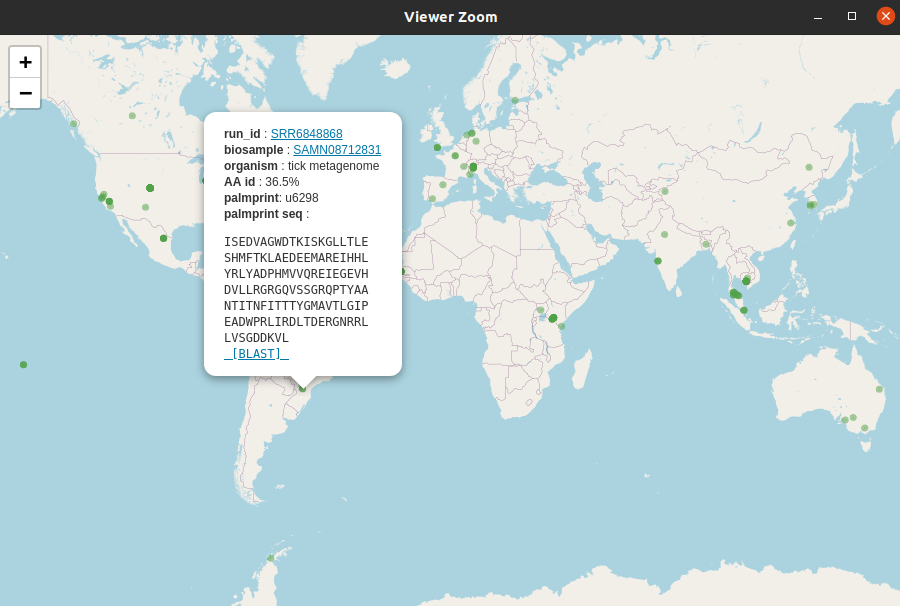 Viewer Zoom
+
−
run_id : SRR6848868
biosample : SAMN08712831
organism : tick metagenome
AA id : 36.5%
palmprint: u6298
palmprint seq :
ISEDVAGWDTKISKGLLTLE
SHMFTKLAEDEEMAREIHHL
YRLYADPHMVVQREIEGEVH
DVLLRGRGQVSSGRQPTYAA
NTITNFITTTYGMAVTLGIP
EADWPRLIRDLTDERGNRRL
LVSGDDKVL
[BLAST]